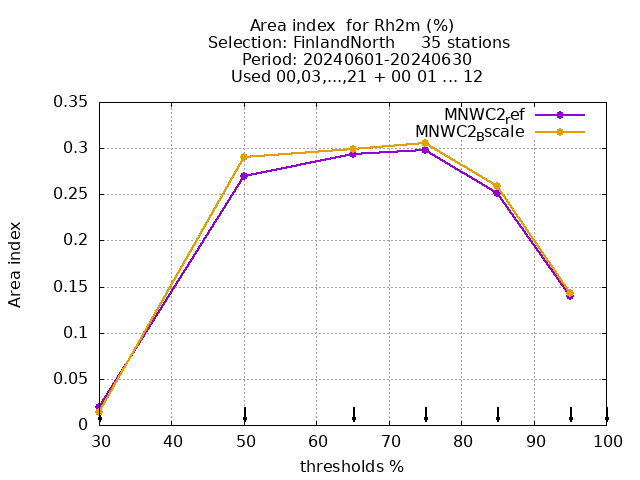 Area index  for Rh2m (%)
Selection: FinlandNorth     35 stations
Period: 20240601-20240630
Used 00,03,...,21 + 00 01 ... 12
MNWC2ref
MNWC2Bscale
0.35
0.3
0.25
0.2
0.15
0.1
0.05
0
Area index
30 40 50 60 70 80 90 100
thresholds %